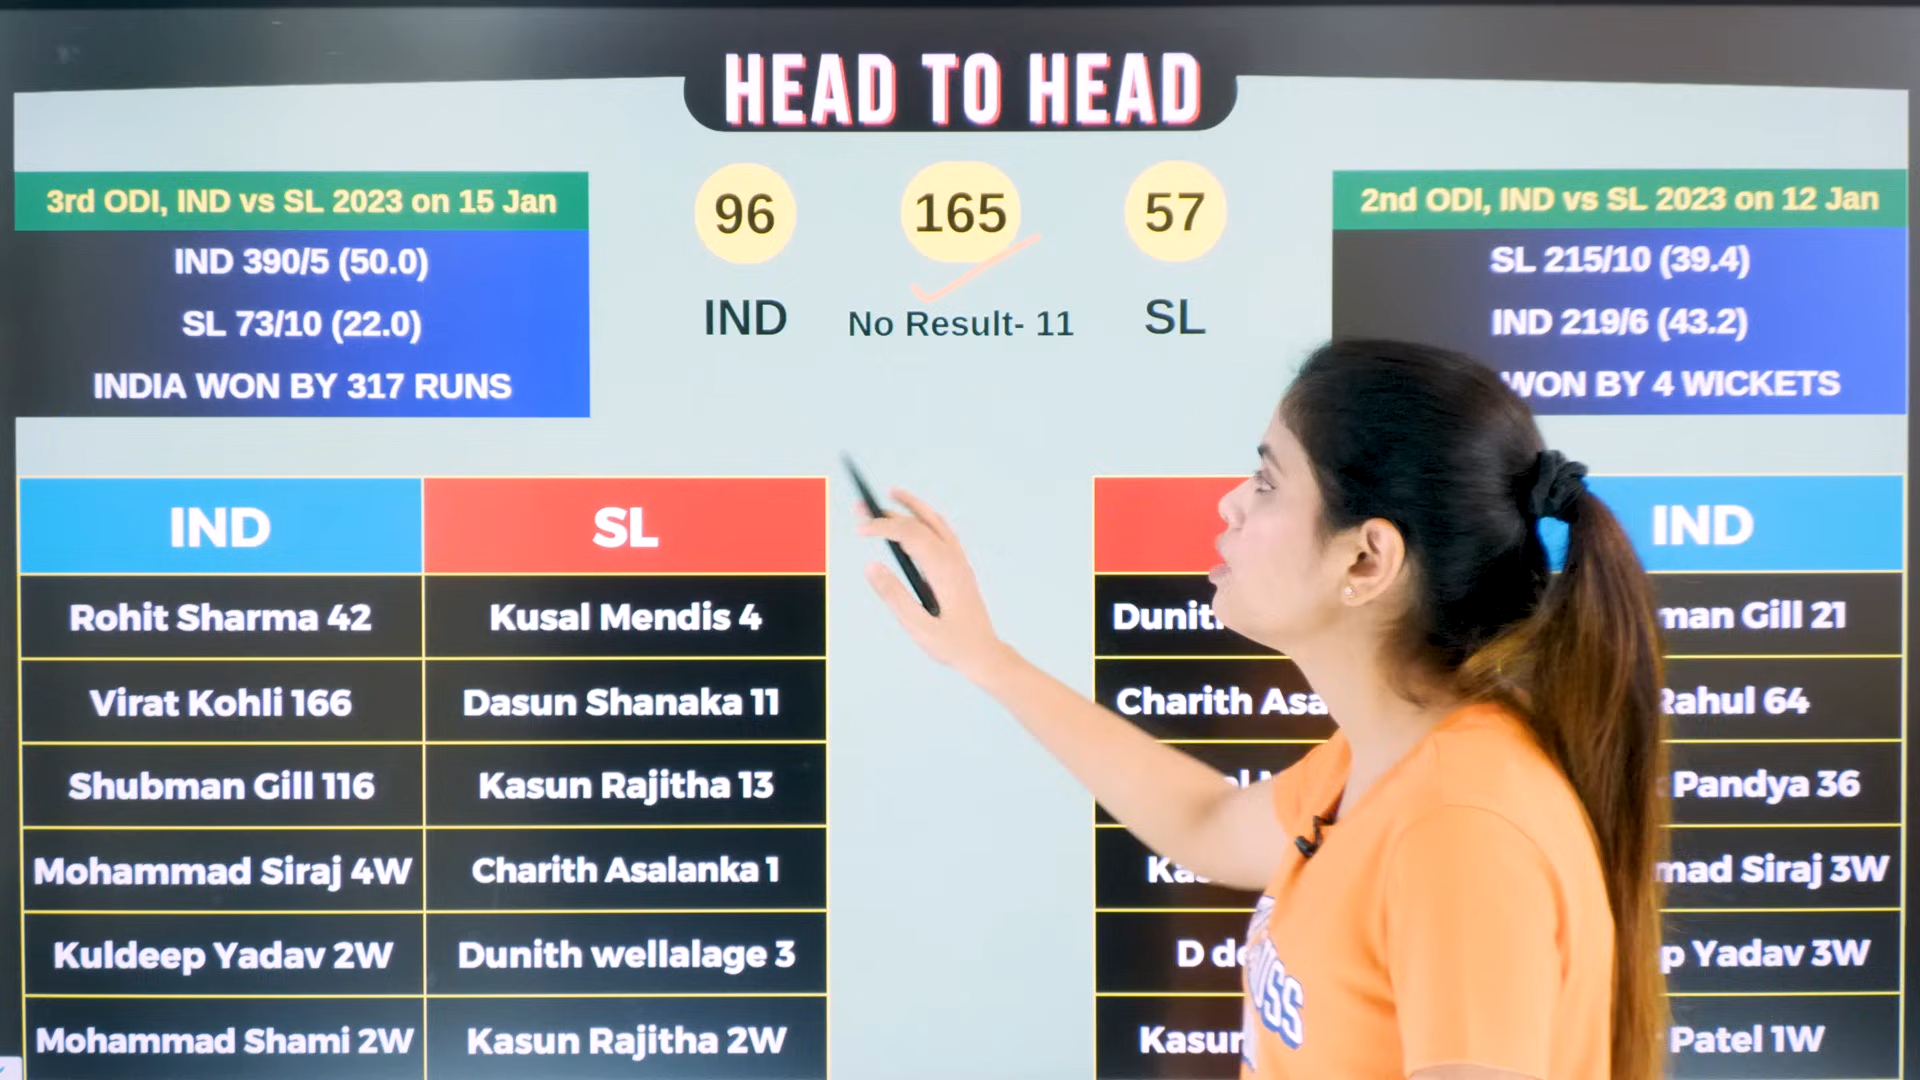 HEAD TO HEAD
3rd ODI, IND vs SL 2023 on 15 Jan
IND 390/5 (50.0)
SL 73/10 (22.0)
INDIA WON BY 317 RUNS
96
165
57
IND
No Result- 11
SL
2nd ODI, IND vs SL 2023 on 12 Jan
SL 215/10 (39.4)
IND 219/6 (43.2)
WON BY 4 WICKETS
IND SL
Rohit Sharma 42 Kusal Mendis 4
Virat Kohli 166 Dasun Shanaka 11
Shubman Gill 116 Kasun Rajitha 13
Mohammad Siraj 4W Charith Asalanka 1
Kuldeep Yadav 2W Dunith wellalage 3
Mohammad Shami 2W Kasun Rajitha 2W
IND
Gill 21
Charith 64
Pandya 36
Siraj 3W
D Yadav 3W
Patel 1W